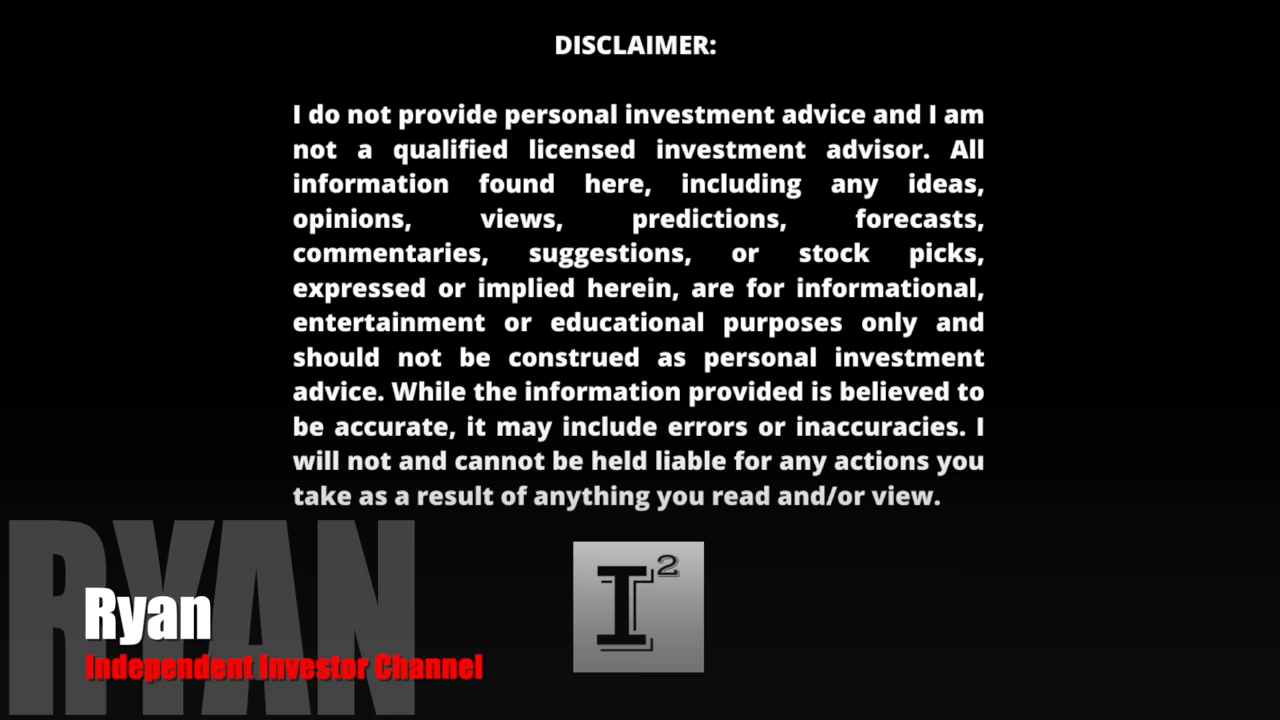 DISCLAIMER:
I do not provide personal investment advice and I am
not a qualified licensed investment advisor. All
information found here, including any ideas,
opinions, views, predictions, forecasts,
commentaries, suggestions, or stock picks,
expressed or implied herein, are for informational,
entertainment or educational purposes only and
should not be construed as personal investment
advice. While the information provided is believed to
be accurate, it may include errors or inaccuracies. I
will not and cannot be held liable for any actions you
take as a result of anything you read and/or view.
RYAN
Ryan
Independent Investor Channel
I²